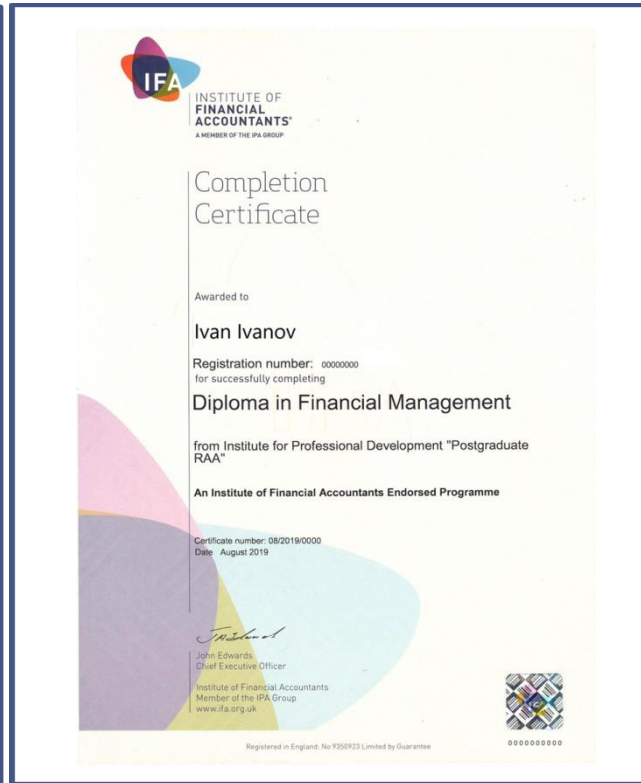 IFA
INSTITUTE OF
FINANCIAL
ACCOUNTANTS®
A MEMBER OF THE IPA GROUP
Completion
Certificate
Awarded to
Ivan Ivanov
Registration number: 00000000
for successfully completing
Diploma in Financial Management
from Institute for Professional Development "Postgraduate
RAA"
An Institute of Financial Accountants Endorsed Programme
Certificate number: 08/2019/0000
Date August 2019
John Edwards
Chief Executive Officer
Institute of Financial Accountants
Member of the IPA Group
www.ifa.org.uk
Registered in England: No 9350923 Limited by Guarantee
0000000000